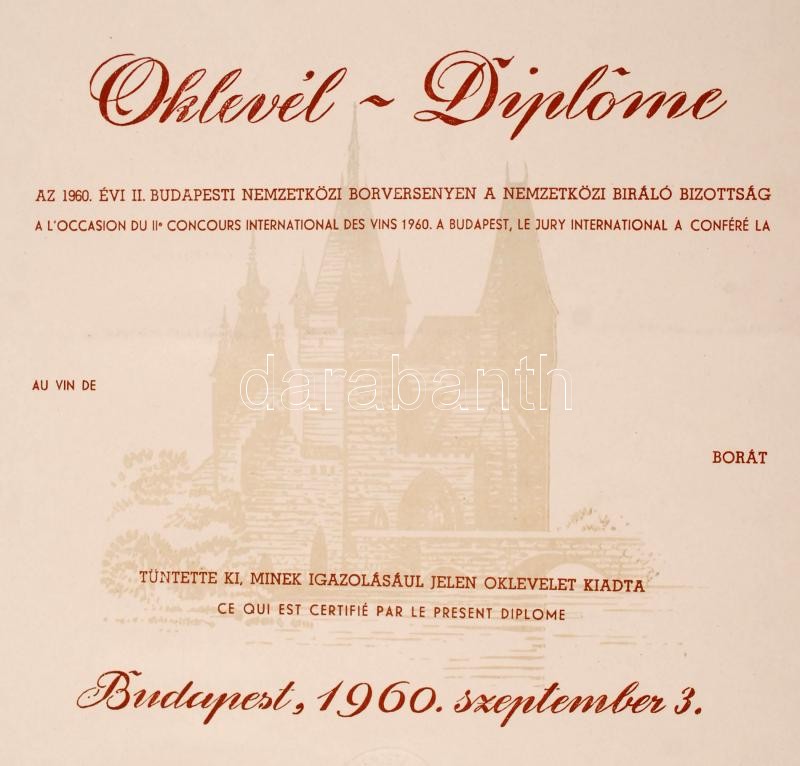 Oklevél ~ Diplôme
AZ 1960. ÉVI II. BUDAPESTI NEMZETKÖZI BORVERSENYEN A NEMZETKÖZI BIRÁLÓ BIZOTTSÁG
A L'OCCASION DU IIe CONCOURS INTERNATIONAL DES VINS 1960. A BUDAPEST, LE JURY INTERNATIONAL A CONFÉRÉ LA
darabanth
AU VIN DE
BORÁT
TÜNTETTE KI, MINEK IGAZOLÁSÁUL JELEN OKLEVELET KIADTA
CE QUI EST CERTIFIÉ PAR LE PRESENT DIPLOME
Budapest, 1960. szeptember 3.